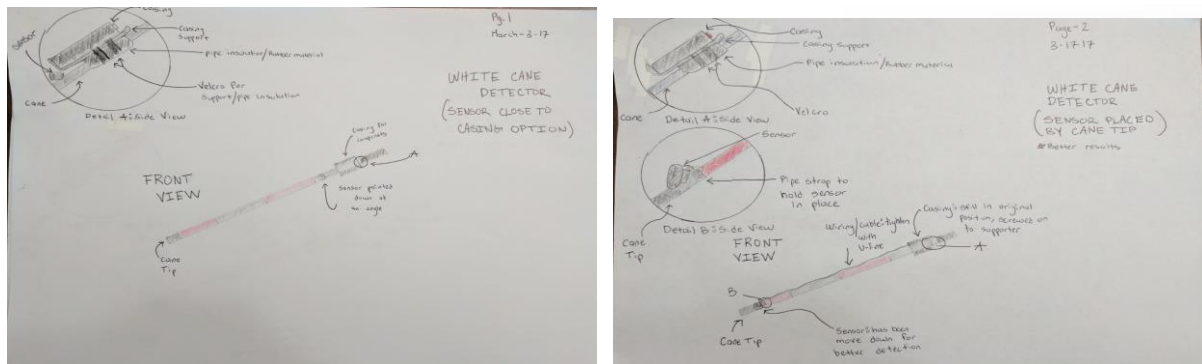 Casing
Pg. 1
March-3-17
Sensor
Casing
Support
pipe insulation/Rubber material
Velcro for
Support/pipe insulation
Cane
Detail A: Side View
WHITE CANE
DETECTOR
(SENSOR CLOSE TO
CASING OPTION)
Casing for
components
A
FRONT
VIEW
Sensor pointed
down at
an angle
Cane
Tip
Page-2
3-17-17
Casing
Casing Support
Pipe insulation/Rubber material
Velcro
Cane
Detail A: Side View
WHITE CANE
DETECTOR
(SENSOR PLACED
BY CANE TIP)
Better results
Sensor
Pipe strap to
hold sensor
in place
Cane
Tip
Detail B: Side View
FRONT
VIEW
Wiring/cable: tighten
with
Casing: still in original
position, screwed on
to supporter
A
B
Cane Tip
Sensor: has been
move down for
better detection